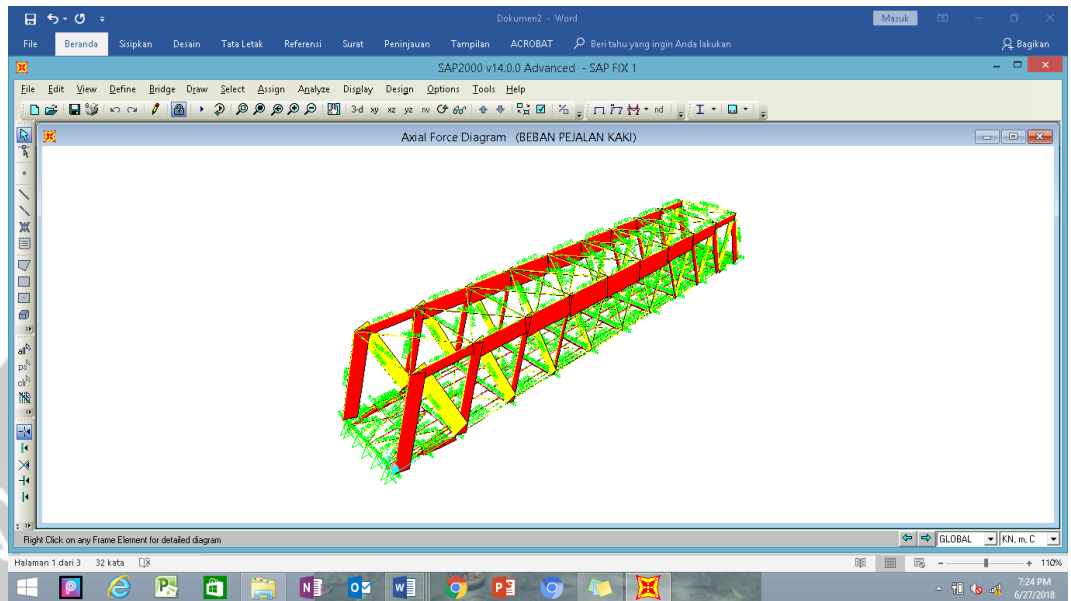 Dokumen2 - Word
Masuk
File Beranda Sisipkan Desain Tata Letak Referensi Surat Peninjauan Tampilan ACROBAT Beri tahu yang ingin Anda lakukan Bagikan
SAP2000 v14.0.0 Advanced - SAP FIX 1
File Edit View Define Bridge Draw Select Assign Analyze Display Design Options Tools Help
3-d xy xz yz nv nd
Axial Force Diagram (BEBAN PEJALAN KAKI)
all
ps
clr
Right Click on any Frame Element for detailed diagram
GLOBAL KN, m, C
Halaman 1 dari 3 32 kata 110%
7:24 PM
6/27/2018